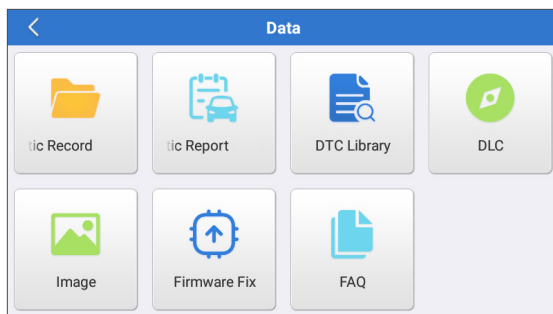 Data
tic Record
tic Report
DTC Library
DLC
Image
Firmware Fix
FAQ